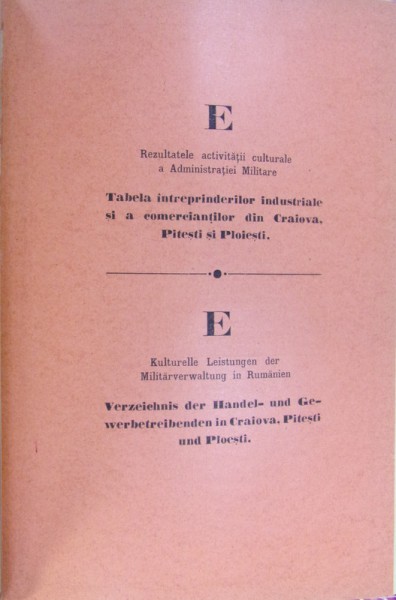 E
Rezultatele activității culturale
a Administrației Militare
Tabela întreprinderilor industriale
și a comercianților din Craiova,
Pitești și Ploiești.
E
Kulturelle Leistungen der
Militärverwaltung in Rumänien
Verzeichnis der Handel- und Ge-
werbetreibenden in Craiova, Pitești
und Ploești.